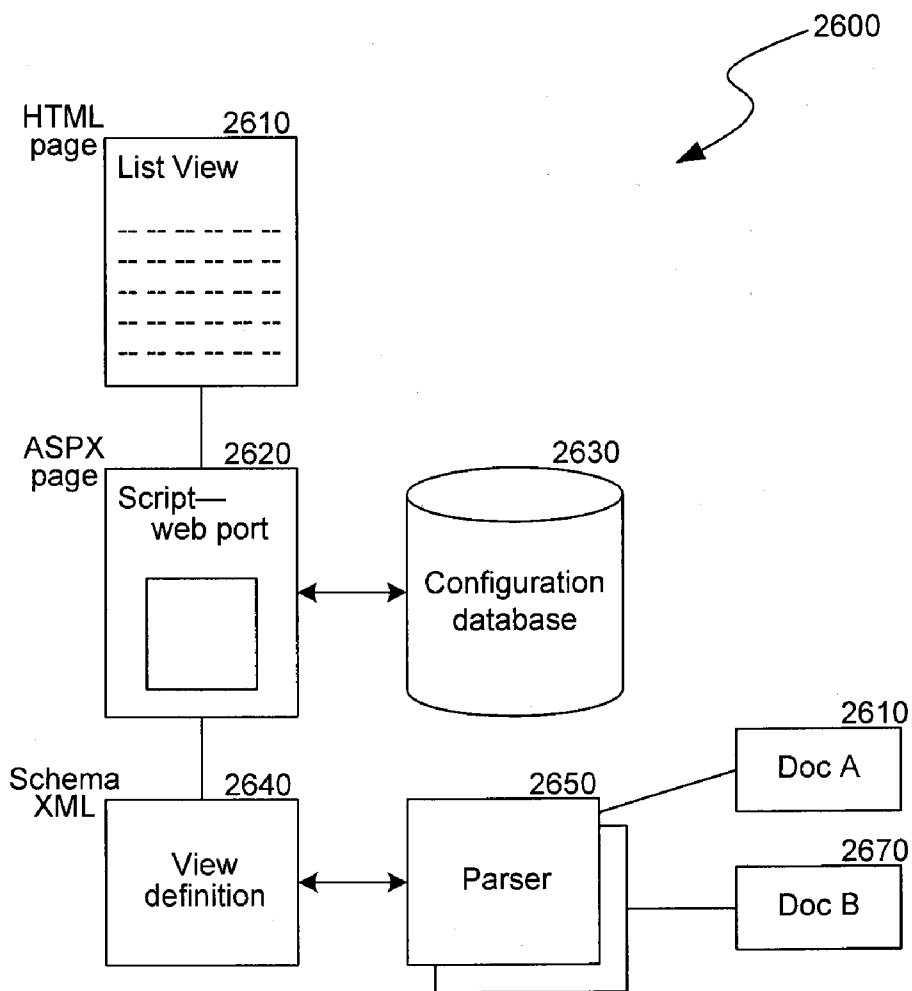 2600
HTML
page
2610
List View
ASPX
page
2620
Script—
web port
2630
Configuration
database
Schema
XML
2640
View
definition
2650
Parser
2610
Doc A
2670
Doc B